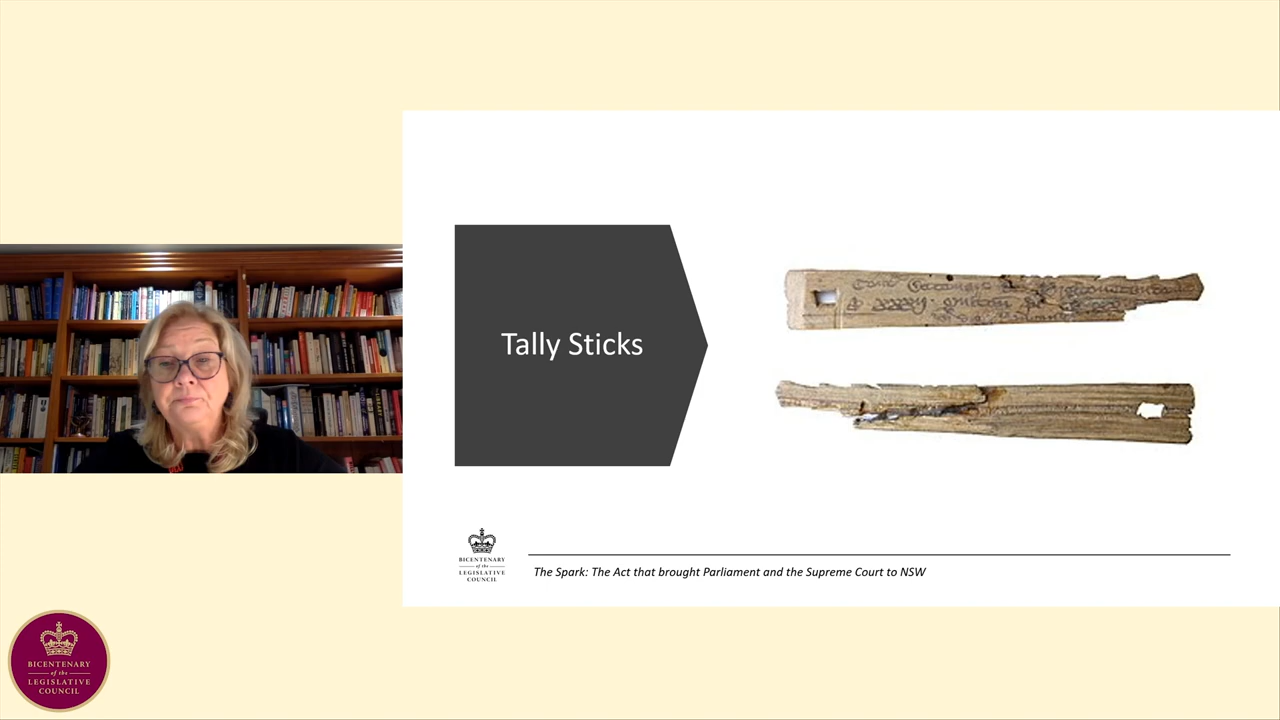 Tally Sticks
BICENTENARY
of the
LEGISLATIVE
COUNCIL
The Spark: The Act that brought Parliament and the Supreme Court to NSW
BICENTENARY
of the
LEGISLATIVE
COUNCIL